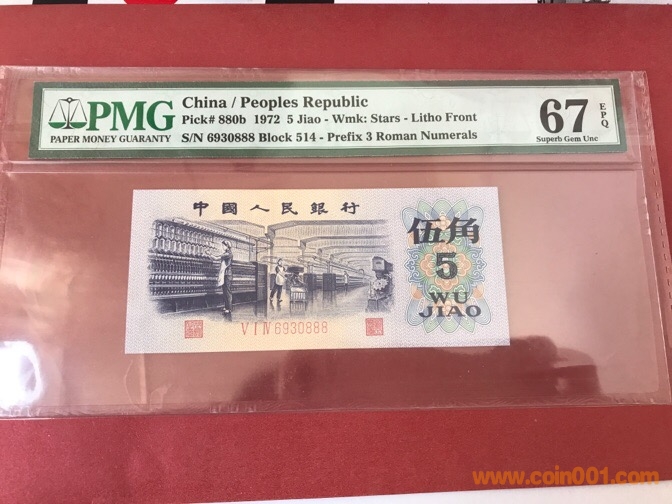 PMG
PAPER MONEY GUARANTY
China / Peoples Republic
Pick# 880b 1972 5 Jiao - Wmk: Stars - Litho Front
S/N 6930888 Block 514 - Prefix 3 Roman Numerals
67 EPQ
Superb Gem Unc
中國人民銀行
伍角
5
WU
JIAO
V I IV 6930888
www.coin001.com